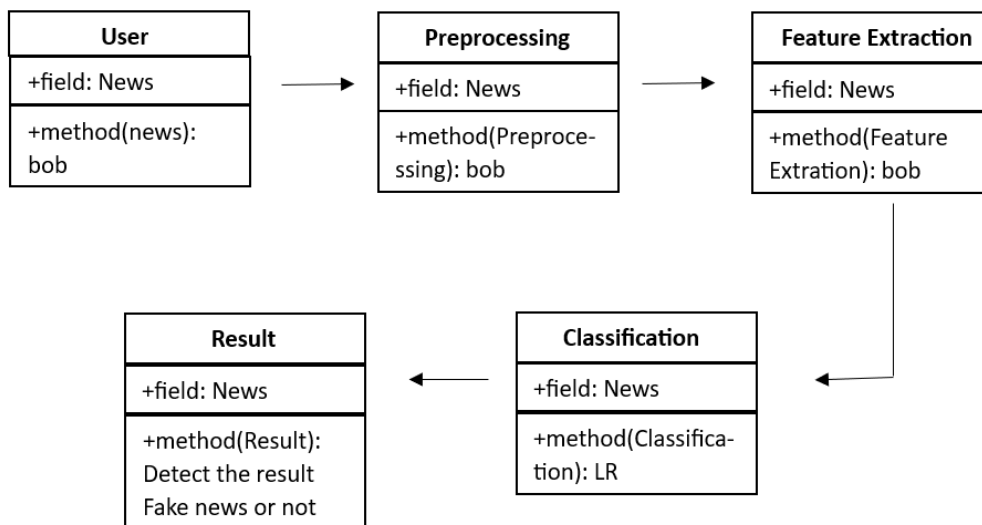 User
+field: News
+method(news):
bob
Preprocessing
+field: News
+method(Preproce-
ssing): bob
Feature Extraction
+field: News
+method(Feature
Extration): bob
Result
+field: News
+method(Result):
Detect the result
Fake news or not
Classification
+field: News
+method(Classifica-
tion): LR